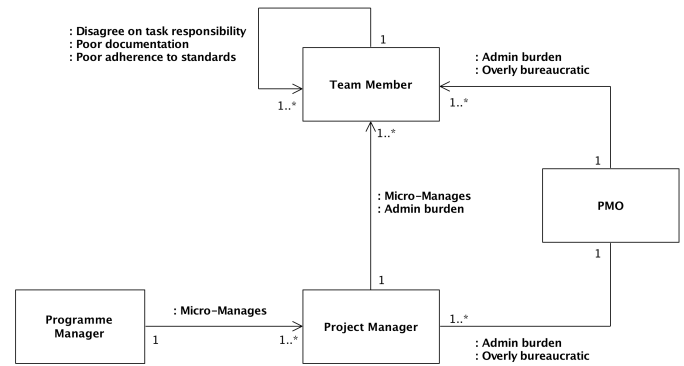 : Disagree on task responsibility
: Poor documentation
: Poor adherence to standards
1
: Admin burden
: Overly bureaucratic
Team Member
1..*
1..*
1..*
1
: Micro-Manages
: Admin burden
PMO
1
1
: Micro-Manages
Programme
Manager
Project Manager
1
1..*
1..*
: Admin burden
: Overly bureaucratic